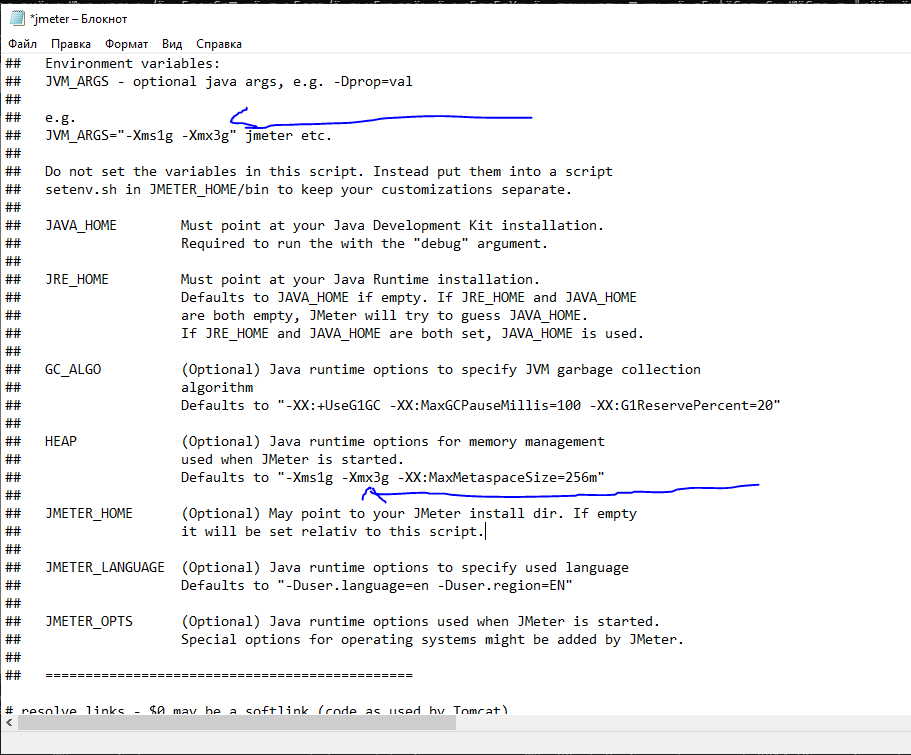 *jmeter – Блокнот
Файл Правка Формат Вид Справка
## Environment variables:
## JVM_ARGS - optional java args, e.g. -Dprop=val
##
## e.g.
## JVM_ARGS="-Xms1g -Xmx3g" jmeter etc.
##
## Do not set the variables in this script. Instead put them into a script
## setenv.sh in JMETER_HOME/bin to keep your customizations separate.
##
## JAVA_HOME Must point at your Java Development Kit installation.
## Required to run the with the "debug" argument.
##
## JRE_HOME Must point at your Java Runtime installation.
## Defaults to JAVA_HOME if empty. If JRE_HOME and JAVA_HOME
## are both empty, JMeter will try to guess JAVA_HOME.
## If JRE_HOME and JAVA_HOME are both set, JAVA_HOME is used.
##
## GC_ALGO (Optional) Java runtime options to specify JVM garbage collection
## algorithm
## Defaults to "-XX:+UseG1GC -XX:MaxGCPauseMillis=100 -XX:G1ReservePercent=20"
##
## HEAP (Optional) Java runtime options for memory management
## used when JMeter is started.
## Defaults to "-Xms1g -Xmx3g -XX:MaxMetaspaceSize=256m"
##
## JMETER_HOME (Optional) May point to your JMeter install dir. If empty
## it will be set relativ to this script.
##
## JMETER_LANGUAGE (Optional) Java runtime options to specify used language
## Defaults to "-Duser.language=en -Duser.region=EN"
##
## JMETER_OPTS (Optional) Java runtime options used when JMeter is started.
## Special options for operating systems might be added by JMeter.
##
## ==============================================
# resolve links - $0 may be a softlink (code as used by Tomcat)